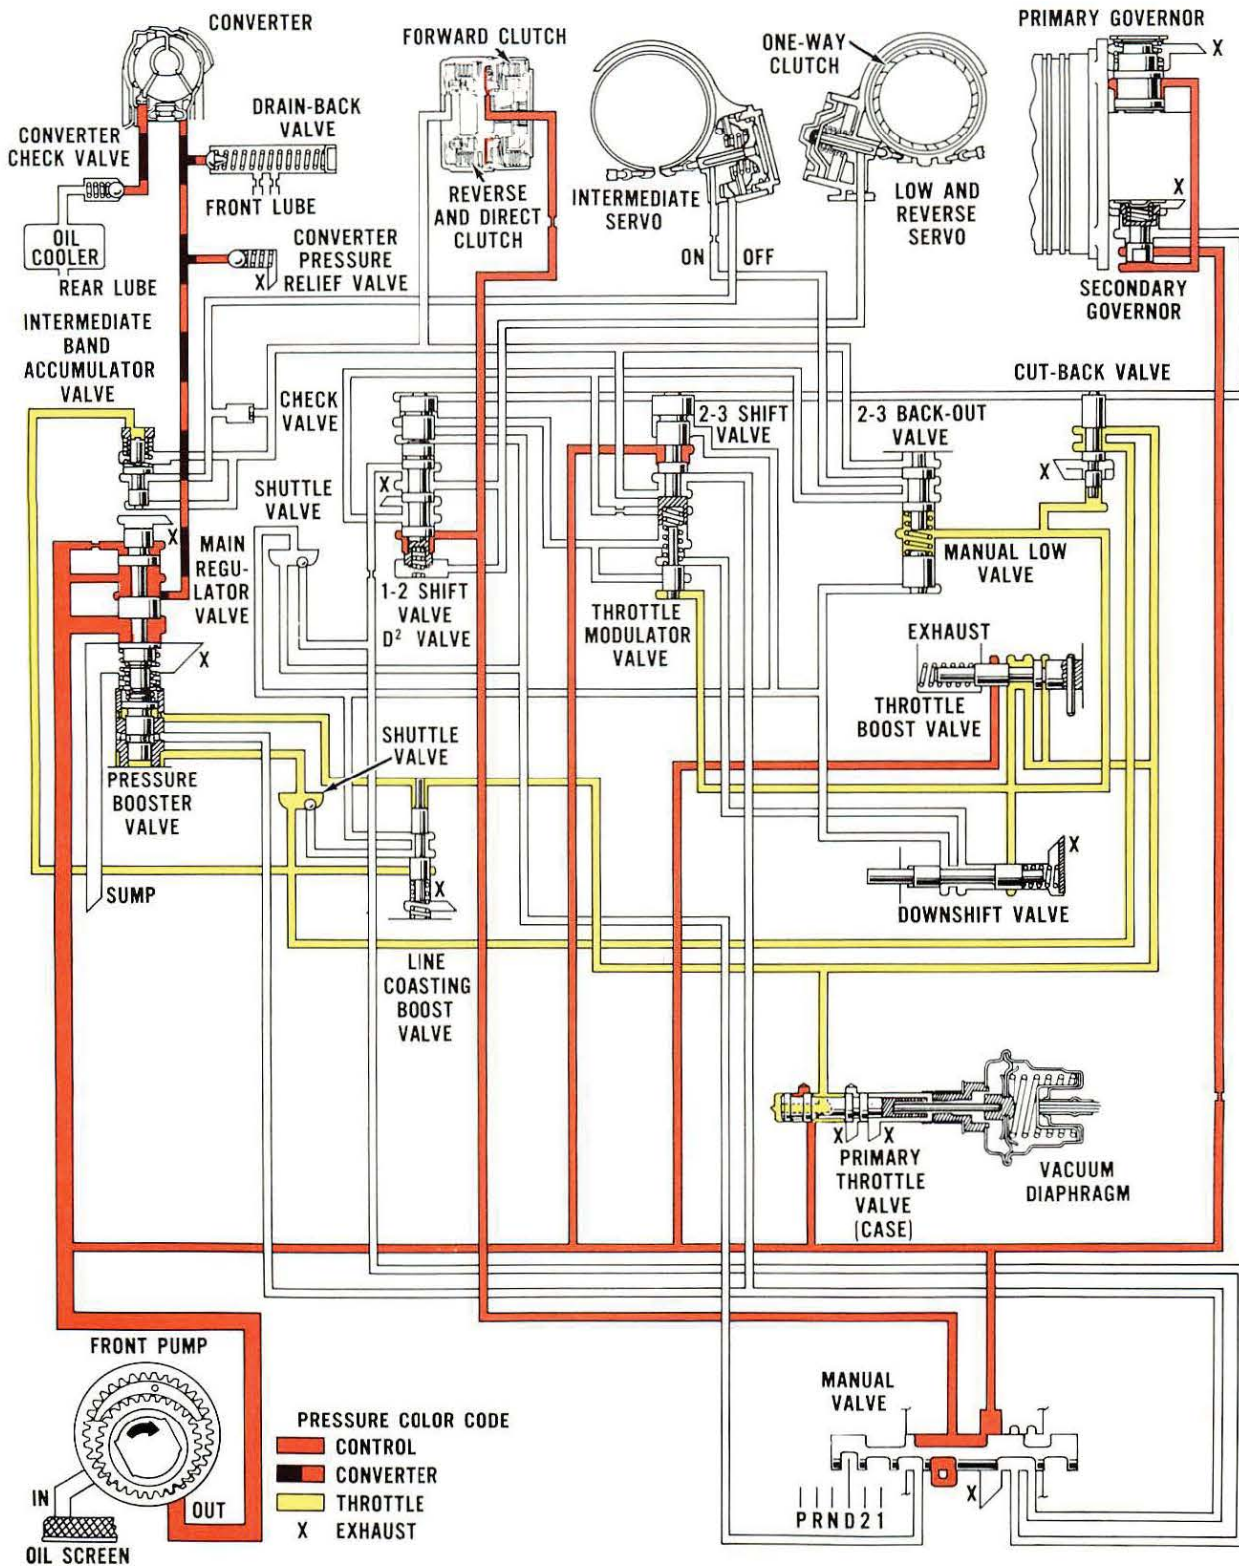 CONVERTER
FORWARD CLUTCH
ONE-WAY
CLUTCH
PRIMARY GOVERNOR
X
DRAIN-BACK
VALVE
CONVERTER
CHECK VALVE
FRONT LUBE
REVERSE
AND DIRECT
CLUTCH
INTERMEDIATE
SERVO
LOW AND
REVERSE
SERVO
X
OIL
COOLER
REAR LUBE
CONVERTER
PRESSURE
RELIEF VALVE
X
ON
OFF
SECONDARY
GOVERNOR
INTERMEDIATE
BAND
ACCUMULATOR
VALVE
CHECK
VALVE
2-3 SHIFT
VALVE
2-3 BACK-OUT
VALVE
CUT-BACK VALVE
X
X
SHUTTLE
VALVE
X
MAIN
REGU-
LATOR
VALVE
1-2 SHIFT
VALVE
D² VALVE
THROTTLE
MODULATOR
VALVE
MANUAL LOW
VALVE
EXHAUST
X
THROTTLE
BOOST VALVE
SHUTTLE
VALVE
PRESSURE
BOOSTER
VALVE
X
SUMP
X
DOWNSHIFT VALVE
LINE
COASTING
BOOST
VALVE
X
X
PRIMARY
THROTTLE
VALVE
(CASE)
VACUUM
DIAPHRAGM
FRONT PUMP
MANUAL
VALVE
IN
OUT
OIL SCREEN
PRESSURE COLOR CODE
CONTROL
CONVERTER
THROTTLE
X EXHAUST
X
P R N D 2 1